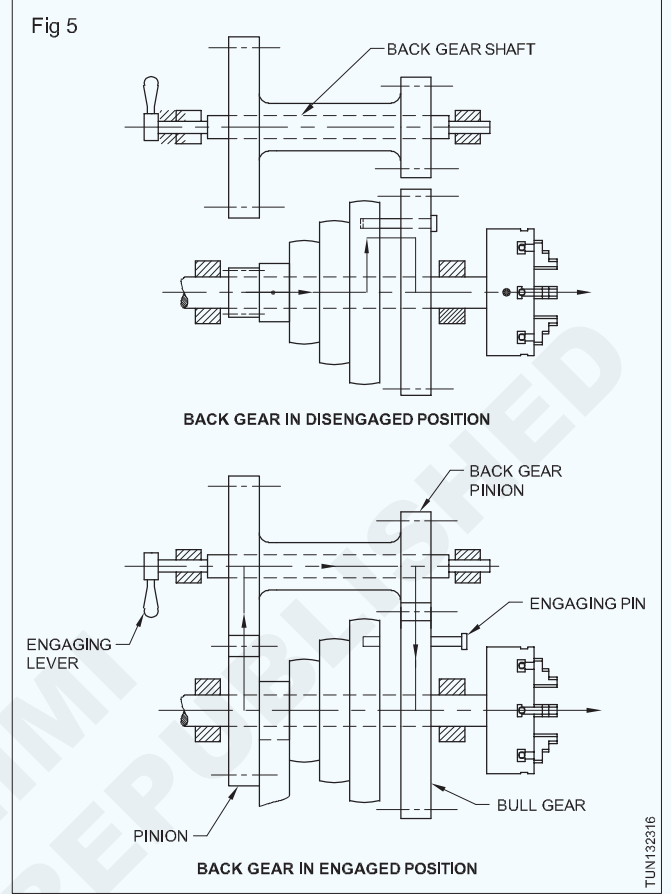 Fig 5
BACK GEAR SHAFT
BACK GEAR IN DISENGAGED POSITION
BACK GEAR
PINION
ENGAGING PIN
ENGAGING
LEVER
BULL GEAR
PINION
BACK GEAR IN ENGAGED POSITION
TUN132316
REPUBLISHED